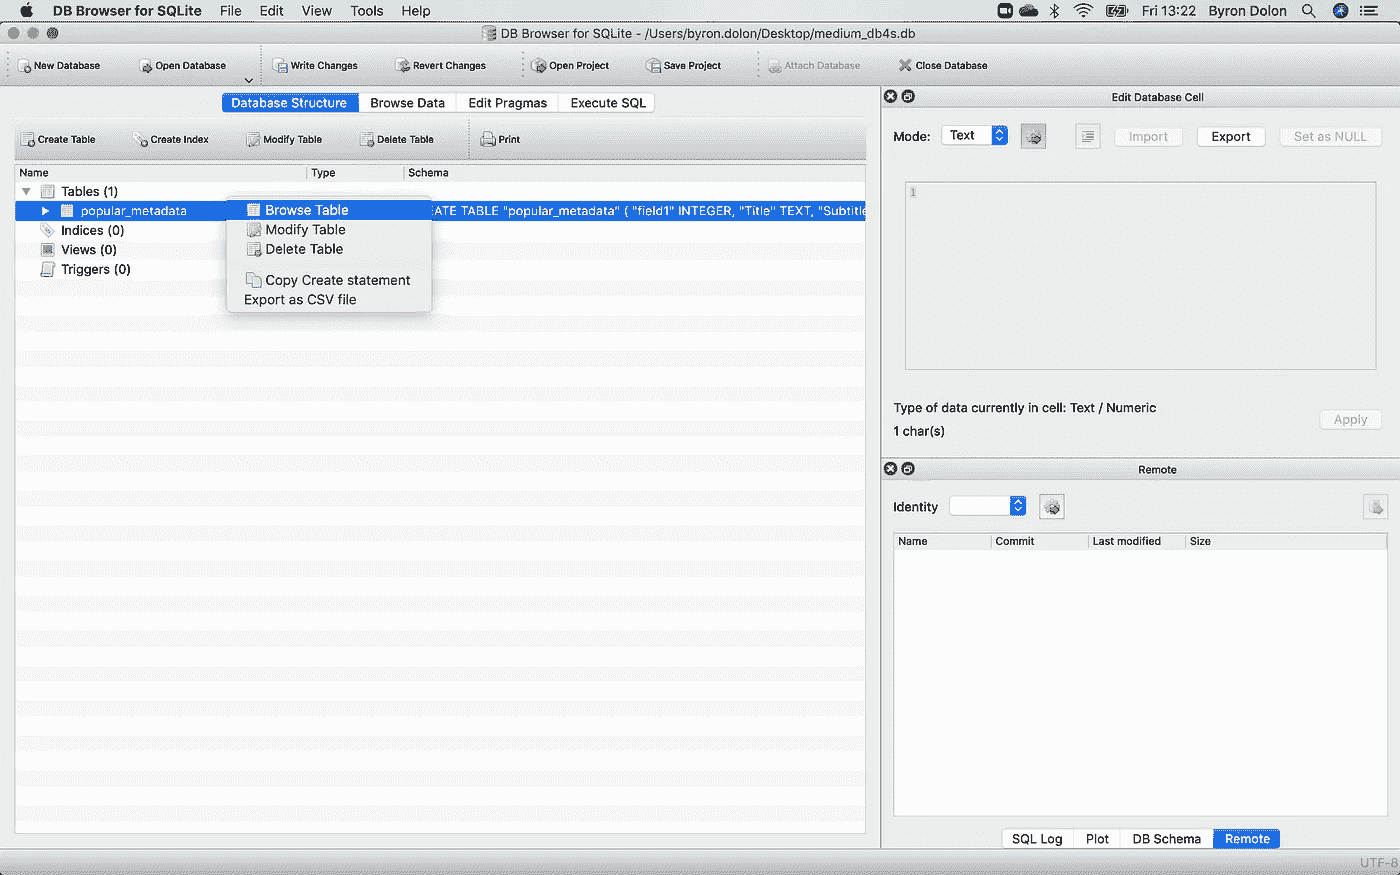 DB Browser for SQLite File Edit View Tools Help Fri 13:22 Byron Dolon
DB Browser for SQLite - /Users/byron.dolon/Desktop/medium_db4s.db
New Database Open Database Write Changes Revert Changes Open Project Save Project Attach Database Close Database
Database Structure Browse Data Edit Pragmas Execute SQL
Create Table Create Index Modify Table Delete Table Print
Name Type Schema
Tables (1)
popular_metadata EATE TABLE "popular_metadata" ( "field1" INTEGER, "Title" TEXT, "Subtitle
Indices (0)
Views (0)
Triggers (0)
Browse Table
Modify Table
Delete Table
Copy Create statement
Export as CSV file
Edit Database Cell
Mode: Text Import Export Set as NULL
1
Type of data currently in cell: Text / Numeric
1 char(s)
Apply
Remote
Identity
Name Commit Last modified Size
SQL Log Plot DB Schema Remote
UTF-8